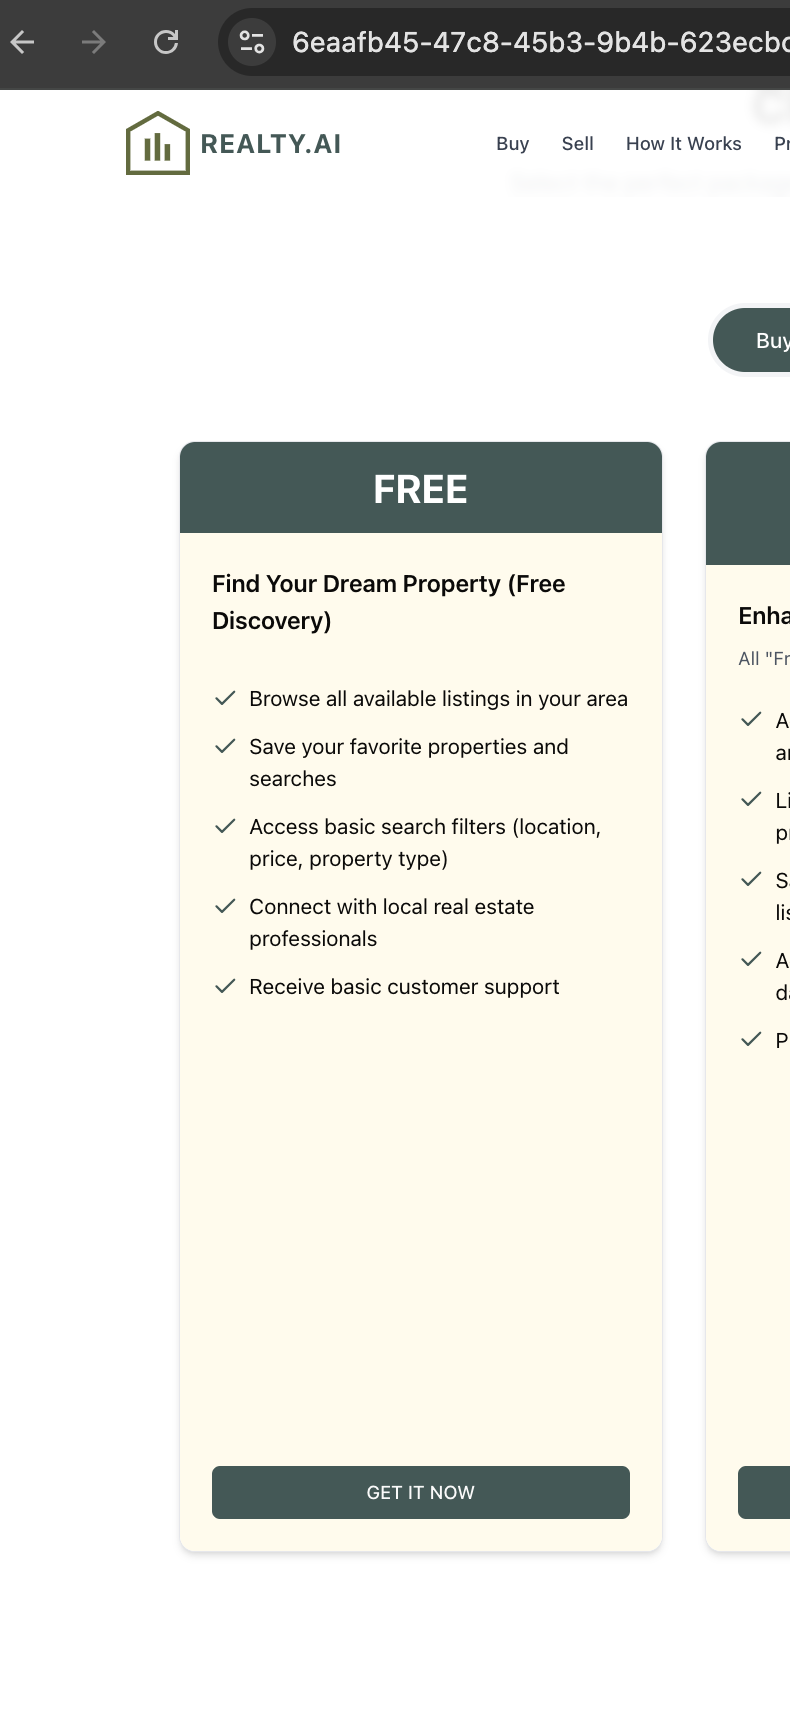 6eaafb45-47c8-45b3-9b4b-623ecb
REALTY.AI
Buy Sell How It Works
Buy
FREE
Find Your Dream Property (Free
Discovery)
Browse all available listings in your area
Save your favorite properties and
searches
Access basic search filters (location,
price, property type)
Connect with local real estate
professionals
Receive basic customer support
GET IT NOW
Enha
All "Fr
A
ar
Li
pr
Sa
lis
A
da
P